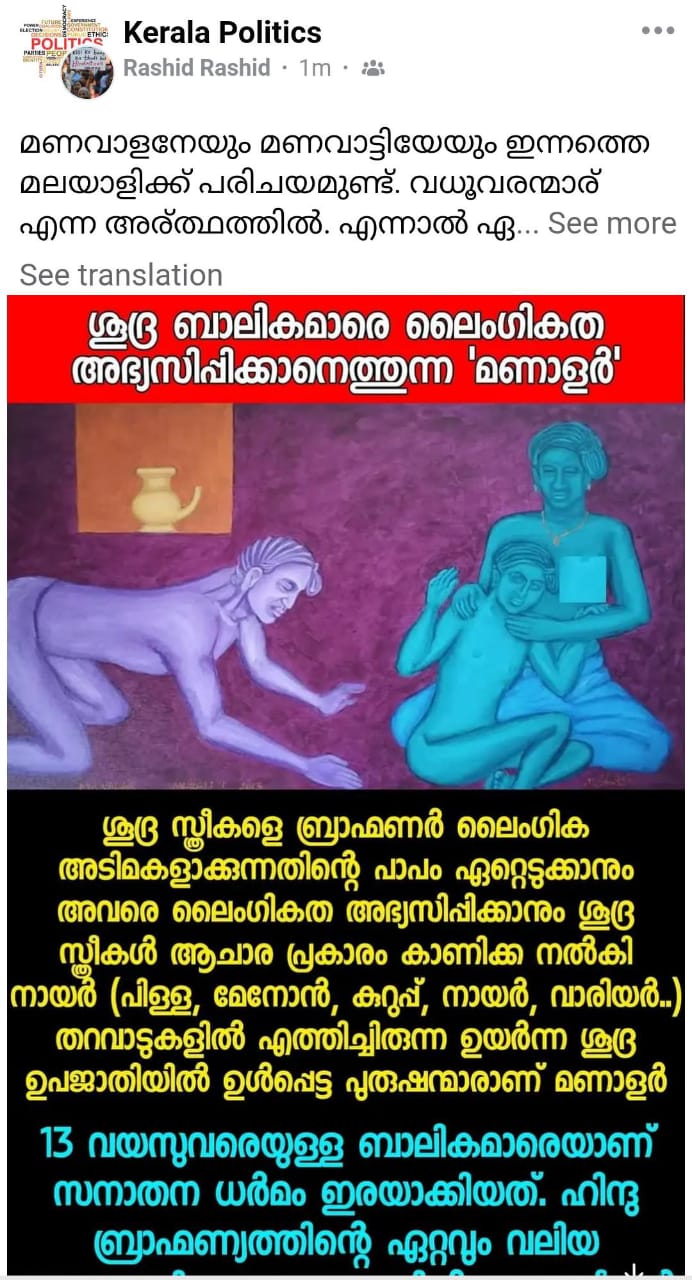 Kerala Politics
Rashid Rashid · 1m ·
മണവാളനേയും മണവാട്ടിയേയും ഇന്നത്തെ
മലയാളിക്ക് പരിചയമുണ്ട്. വധൂവരന്മാര്
എന്ന അര്ത്ഥത്തിൽ. എന്നാൽ ഏ... See more
See translation
ശൂദ്ര ബാലികമാരെ ലൈംഗികത
അഭ്യസിപ്പിക്കാനെത്തുന്ന 'മണാളർ'
ശൂദ്ര സ്ത്രീകളെ ബ്രാഹ്മണർ ലൈംഗിക
അടിമകളാക്കുന്നതിന്റെ പാപം ഏറ്റെടുക്കാനും
അവരെ ലൈംഗികത അഭ്യസിപ്പിക്കാനും ശൂദ്ര
സ്ത്രീകൾ ആചാര പ്രകാരം കാണിക്ക നൽകി
നായർ (പിള്ള, മേനോൻ, കുറുപ്പ്, നായർ, വാരിയർ..)
തറവാടുകളിൽ എത്തിച്ചിരുന്ന ഉയർന്ന ശൂദ്ര
ഉപജാതിയിൽ ഉൾപ്പെട്ട പുരുഷന്മാരാണ് മണാളർ
13 വയസുവരെയുള്ള ബാലികമാരെയാണ്
സനാതന ധർമം ഇരയാക്കിയത്. ഹിന്ദു
ബ്രാഹ്മണ്യത്തിന്റെ ഏറ്റവും വലിയ